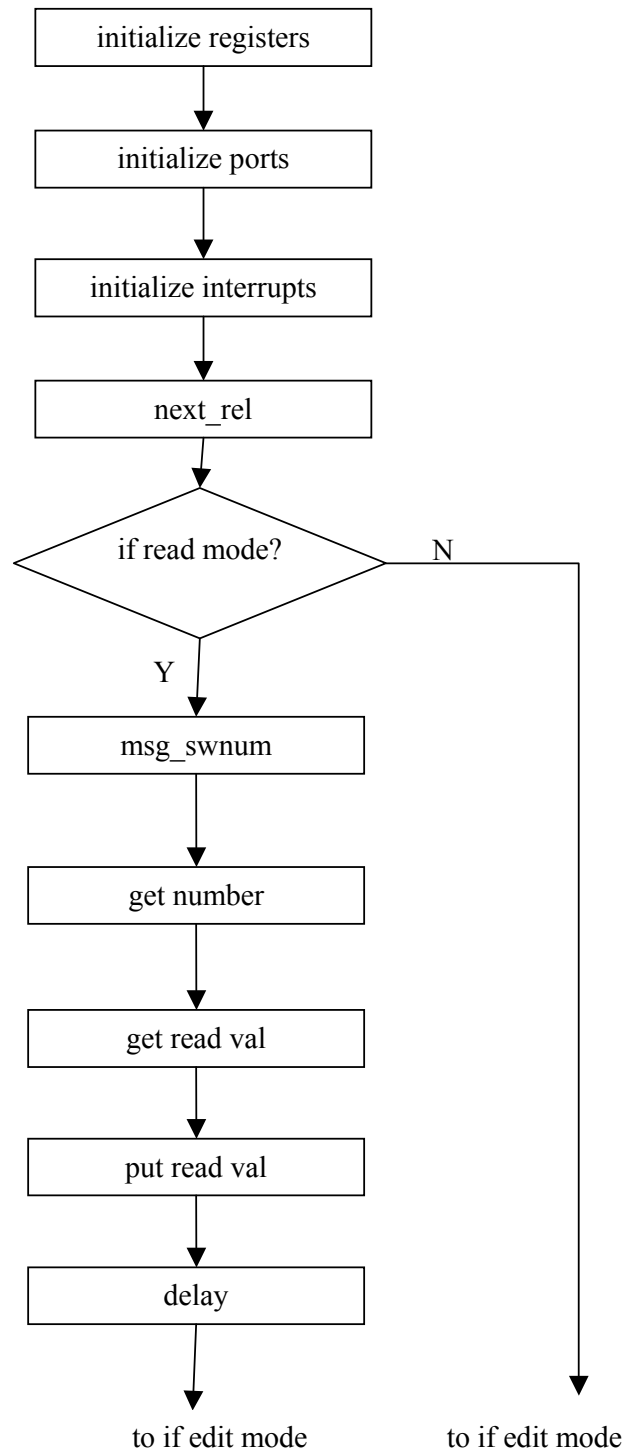 initialize registers
initialize ports
initialize interrupts
next_rel
if read mode?
N
Y
msg_swnum
get number
get read val
put read val
delay
to if edit mode
to if edit mode